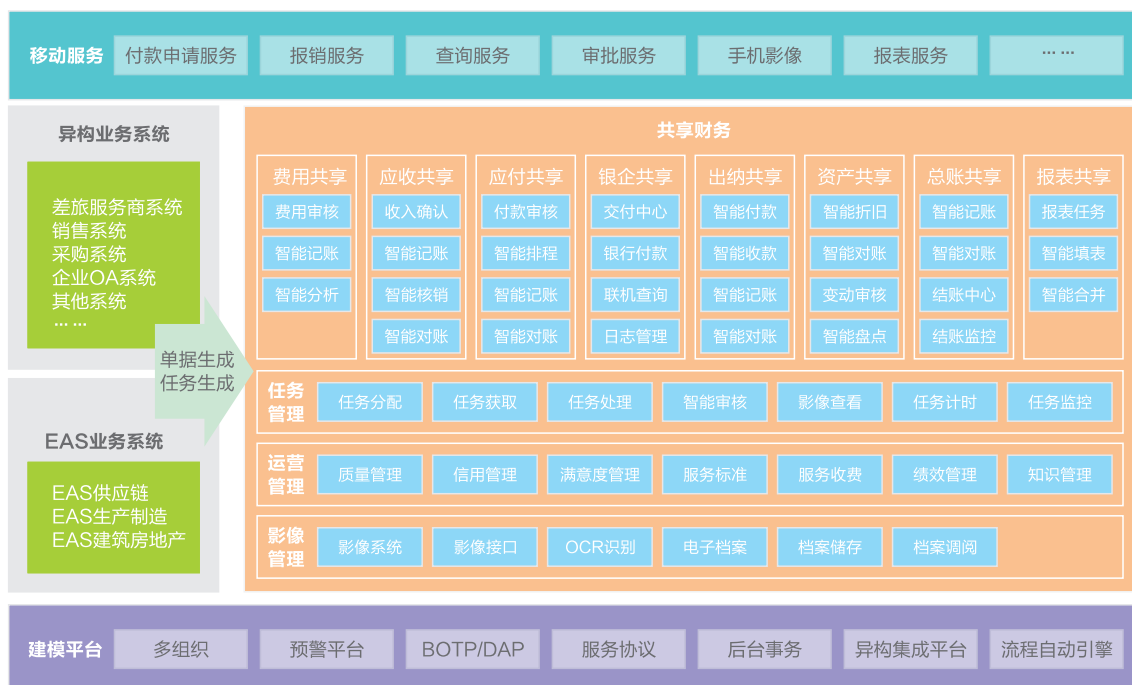 移动服务
付款申请服务
报销服务
查询服务
审批服务
手机影像
报表服务
… …
异构业务系统
差旅服务商系统
销售系统
采购系统
企业OA系统
其他系统
… …
单据生成
任务生成
EAS业务系统
EAS供应链
EAS生产制造
EAS建筑房地产
共享财务
费用共享
费用审核
智能记账
智能分析
应收共享
收入确认
智能记账
智能核销
智能对账
应付共享
付款审核
智能排程
智能记账
智能对账
银企共享
交付中心
银行付款
联机查询
日志管理
出纳共享
智能付款
智能收款
智能记账
智能对账
资产共享
智能折旧
智能对账
变动审核
智能盘点
总账共享
智能记账
智能对账
结账中心
结账监控
报表共享
报表任务
智能填表
智能合并
任务
管理
任务分配
任务获取
任务处理
智能审核
影像查看
任务计时
任务监控
运营
管理
质量管理
信用管理
满意度管理
服务标准
服务收费
绩效管理
知识管理
影像
管理
影像系统
影像接口
OCR识别
电子档案
档案储存
档案调阅
建模平台
多组织
预警平台
BOTP/DAP
服务协议
后台事务
异构集成平台
流程自动引擎